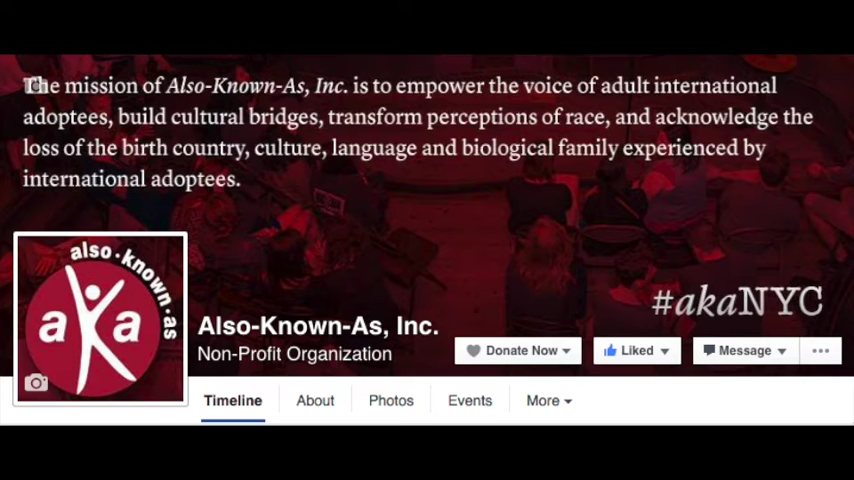 The mission of Also-Known-As, Inc. is to empower the voice of adult international
adoptees, build cultural bridges, transform perceptions of race, and acknowledge the
loss of the birth country, culture, language and biological family experienced by
international adoptees.
also·known·as
aKa
#akaNYC
Also-Known-As, Inc.
Non-Profit Organization
Donate Now
Liked
Message
Timeline
About
Photos
Events
More